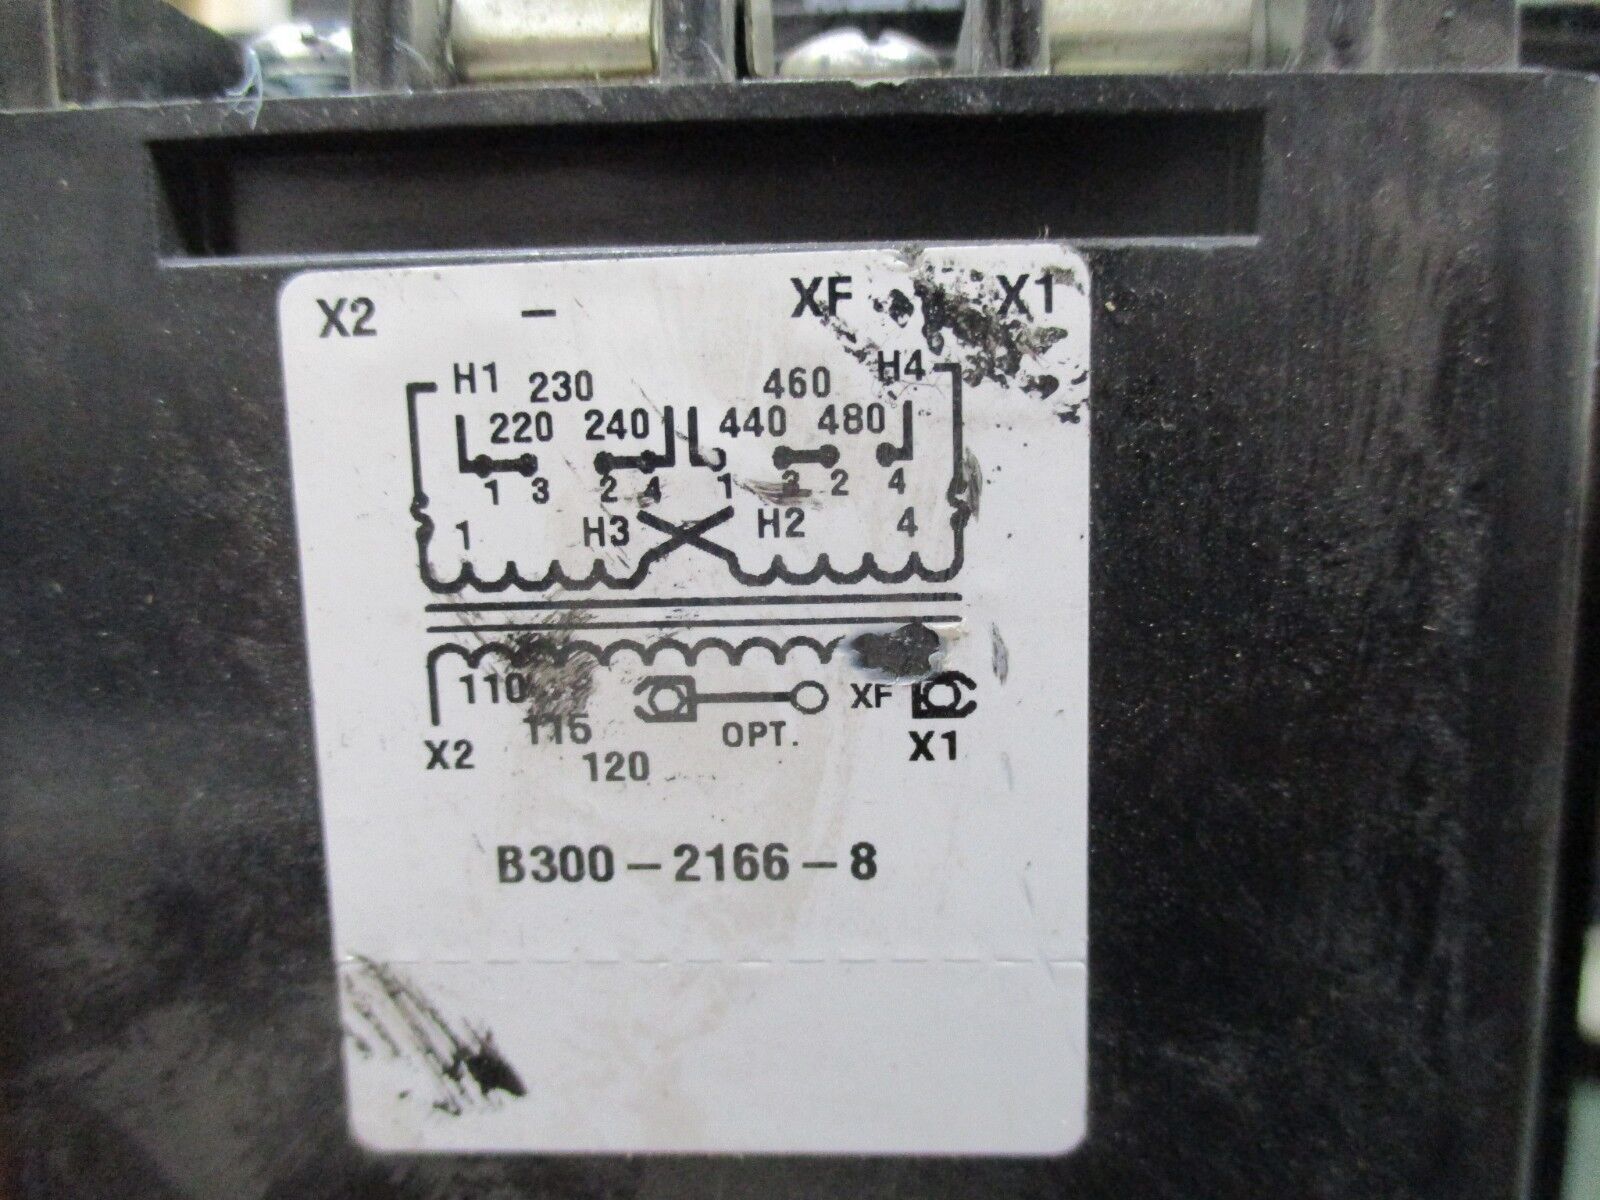 X2 – XF X1
H1 230 460 H4
220 240 440 480
1 3 2 4 1 3 2 4
1 H3 H2 4
110 XF
115 OPT. X1
X2 120
B300–2166–8